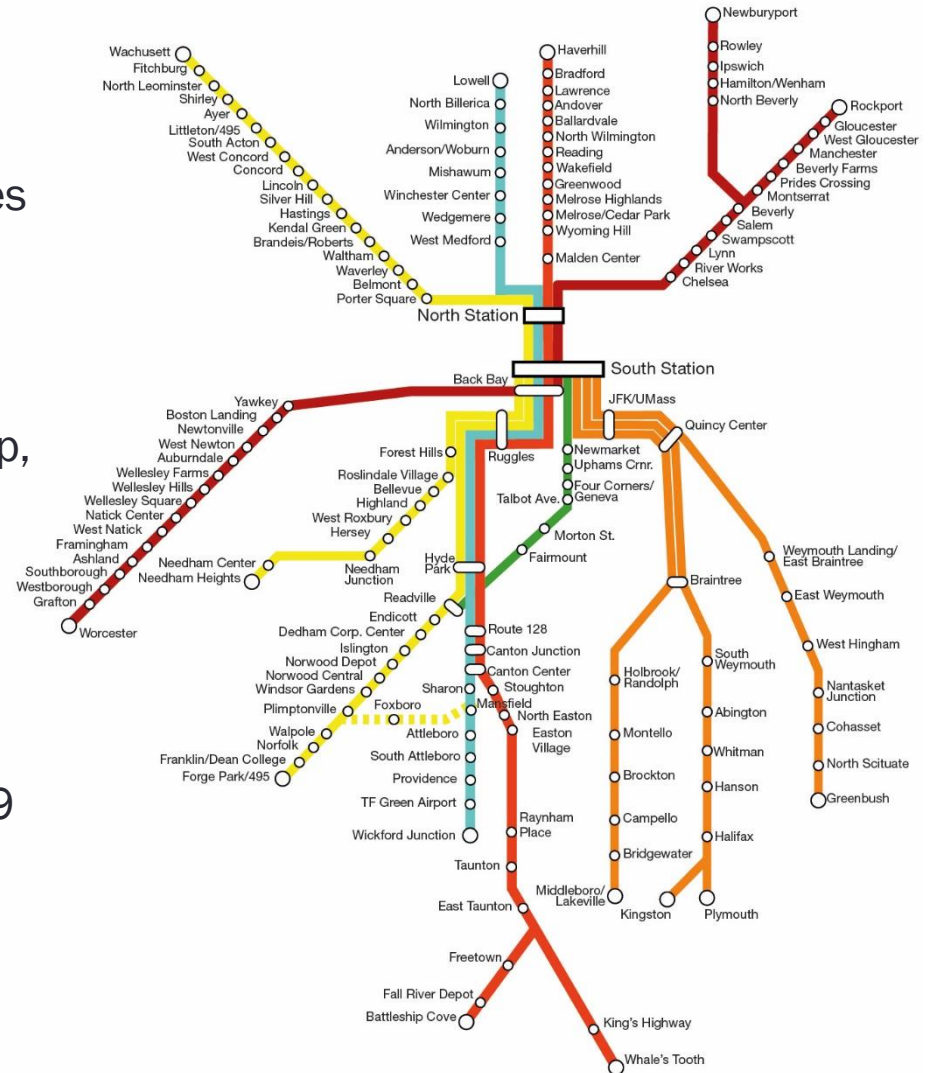 es
p,
9
Newburyport
Rowley
Ipswich
Hamilton/Wenham
North Beverly
Rockport
Gloucester
West Gloucester
Manchester
Beverly Farms
Prides Crossing
Montserrat
Beverly
Salem
Swampscott
Lynn
River Works
Chelsea
Haverhill
Bradford
Lawrence
Andover
Ballardvale
North Wilmington
Reading
Wakefield
Greenwood
Melrose Highlands
Melrose/Cedar Park
Wyoming Hill
Malden Center
Lowell
North Billerica
Wilmington
Anderson/Woburn
Mishawum
Winchester Center
Wedgemere
West Medford
Wachusett
Fitchburg
North Leominster
Shirley
Ayer
Littleton/495
South Acton
West Concord
Concord
Lincoln
Silver Hill
Hastings
Kendal Green
Brandeis/Roberts
Waltham
Waverley
Belmont
Porter Square
North Station
South Station
Back Bay
Yawkey
Boston Landing
Newtonville
West Newton
Auburndale
Wellesley Farms
Wellesley Hills
Wellesley Square
Natick Center
West Natick
Framingham
Ashland
Southborough
Westborough
Grafton
Worcester
Ruggles
Forest Hills
Roslindale Village
Bellevue
Highland
West Roxbury
Hersey
Needham
Junction
Needham Center
Needham Heights
Hyde
Park
Readville
Endicott
Dedham Corp. Center
Islington
Norwood Depot
Norwood Central
Windsor Gardens
Plimptonville
Foxboro
Walpole
Norfolk
Franklin/Dean College
Forge Park/495
Newmarket
Uphams Crnr.
Four Corners/
Geneva
Talbot Ave.
Morton St.
Fairmount
Route 128
Canton Junction
Canton Center
Sharon
Stoughton
Mansfield
North Easton
Attleboro
Easton
Village
South Attleboro
Providence
TF Green Airport
Wickford Junction
Raynham
Place
Taunton
East Taunton
Freetown
Fall River Depot
Battleship Cove
King's Highway
Whale's Tooth
JFK/UMass
Quincy Center
Braintree
Weymouth Landing/
East Braintree
East Weymouth
West Hingham
Nantasket
Junction
Cohasset
North Scituate
Greenbush
Holbrook/
Randolph
Montello
Brockton
Campello
Bridgewater
Middleboro/
Lakeville
South
Weymouth
Abington
Whitman
Hanson
Halifax
Kingston
Plymouth